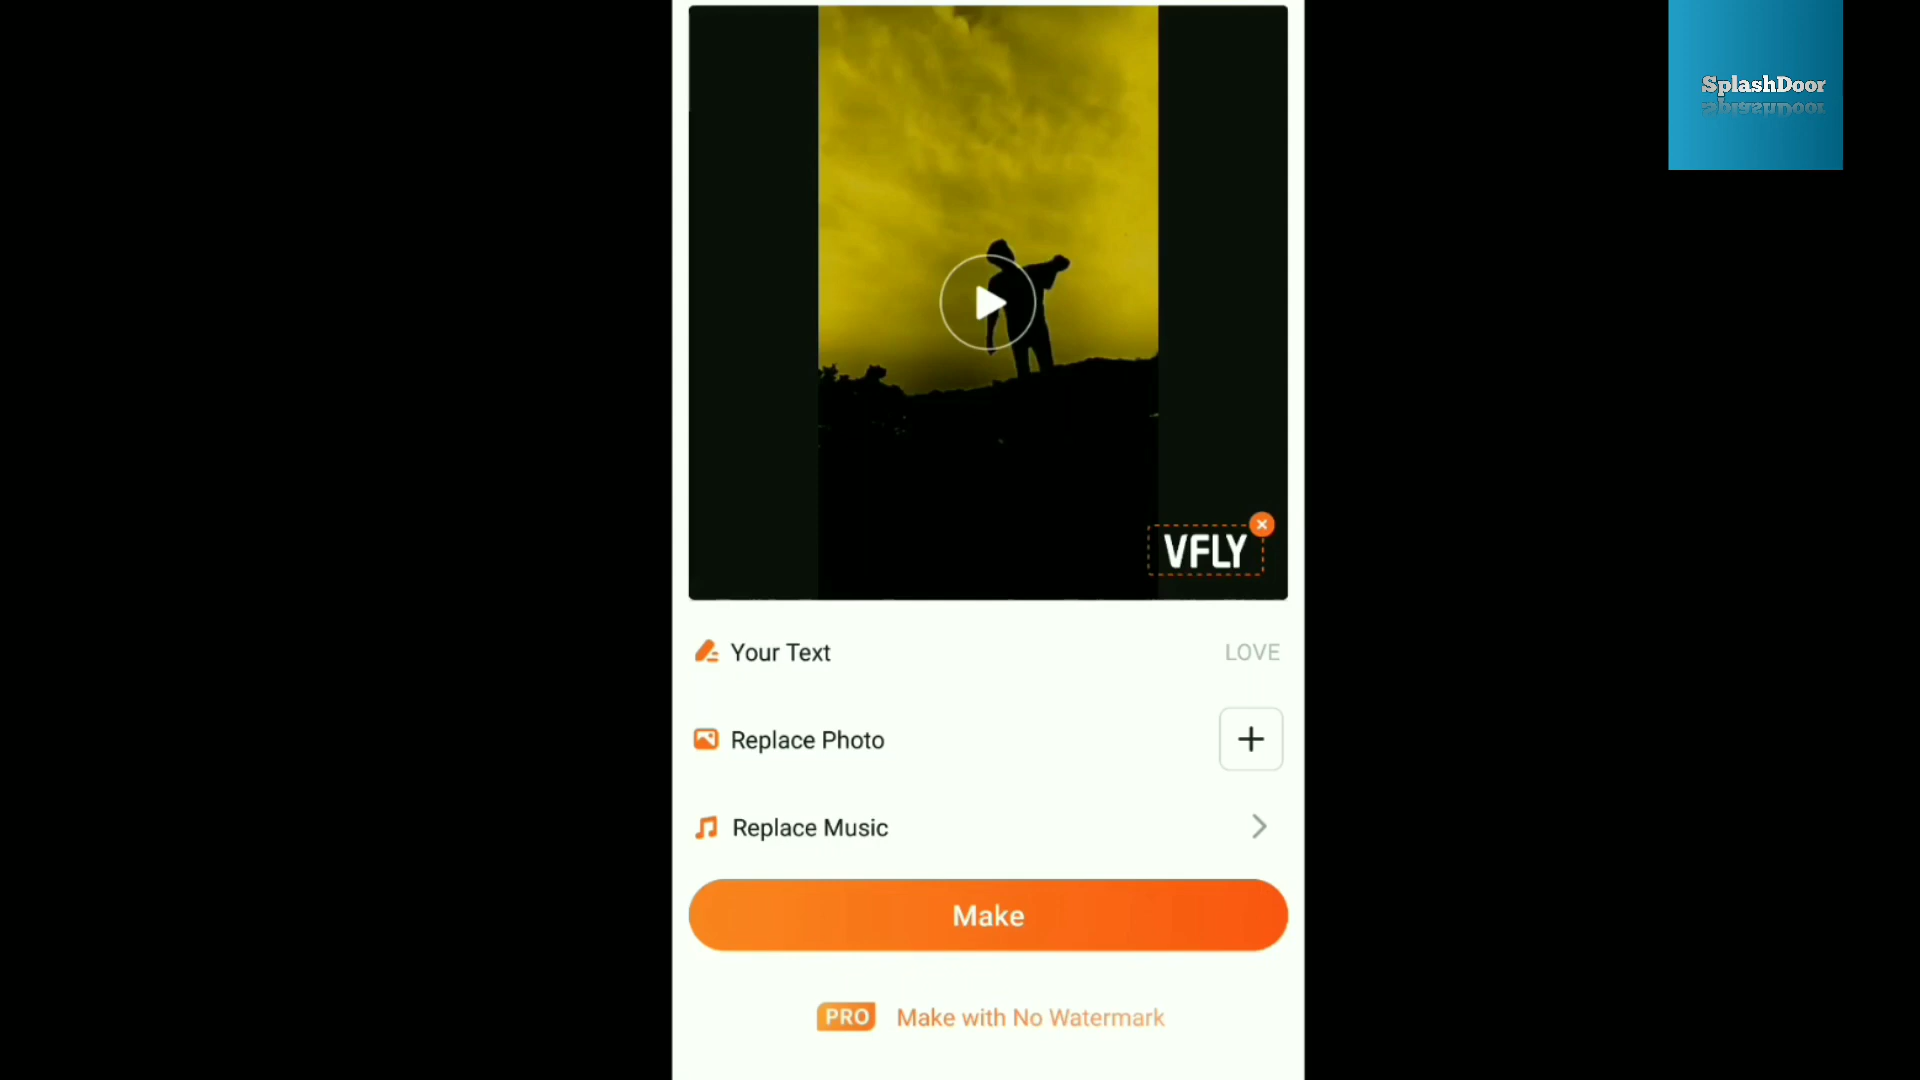 SplashDoor
VFLY
Your Text
LOVE
Replace Photo
Replace Music
Make
PRO
Make with No Watermark